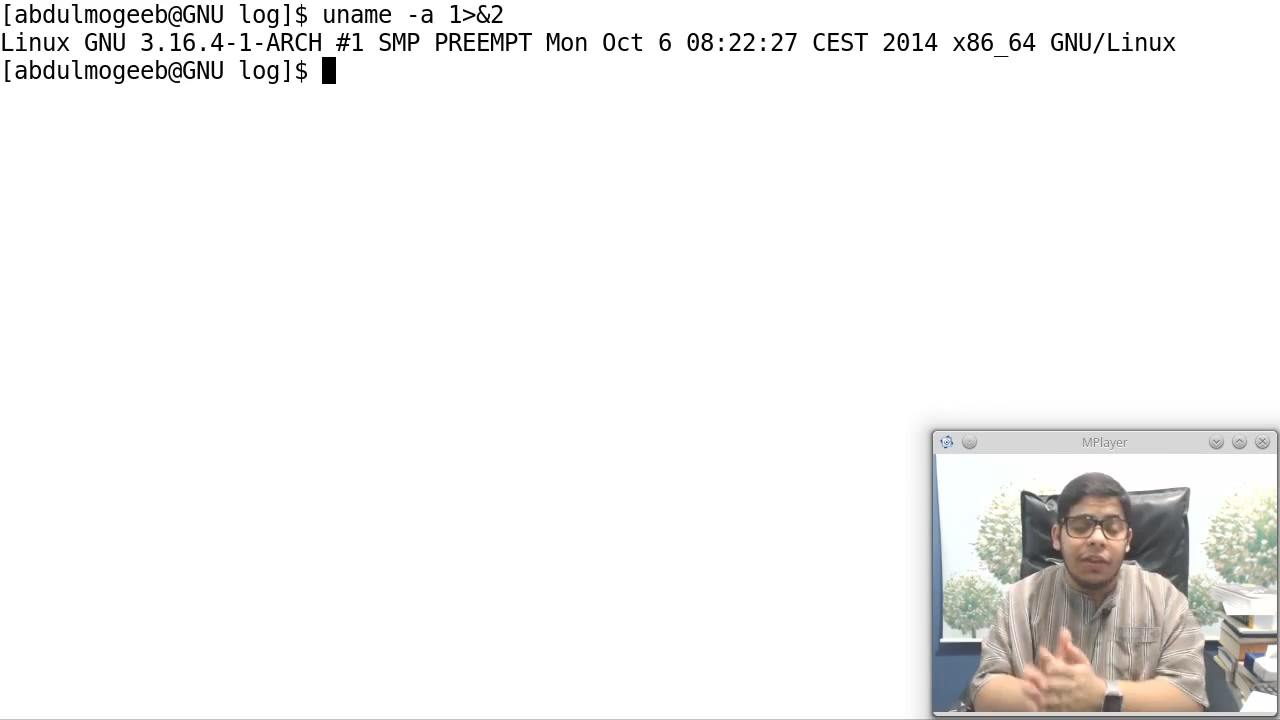 [abdulmogeeb@GNU log]$ uname -a 1>&2
Linux GNU 3.16.4-1-ARCH #1 SMP PREEMPT Mon Oct 6 08:22:27 CEST 2014 x86_64 GNU/Linux
[abdulmogeeb@GNU log]$
MPlayer